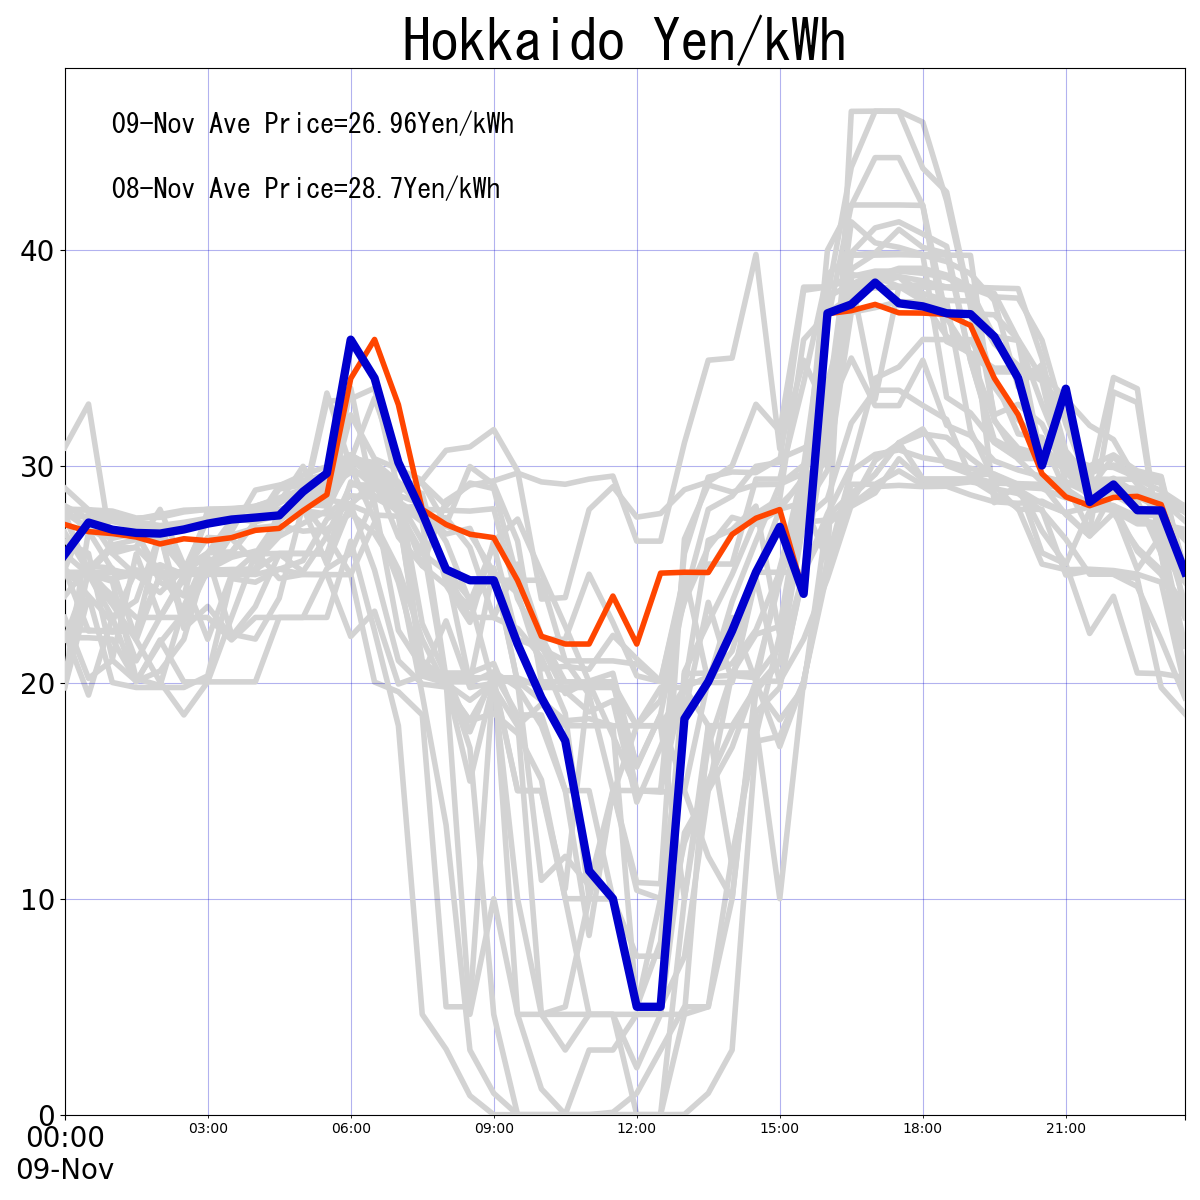 Hokkaido Yen/kWh
09-Nov Ave Price=26.96Yen/kWh
08-Nov Ave Price=28.7Yen/kWh
40
30
20
10
0
00:00 03:00 06:00 09:00 12:00 15:00 18:00 21:00
09-Nov